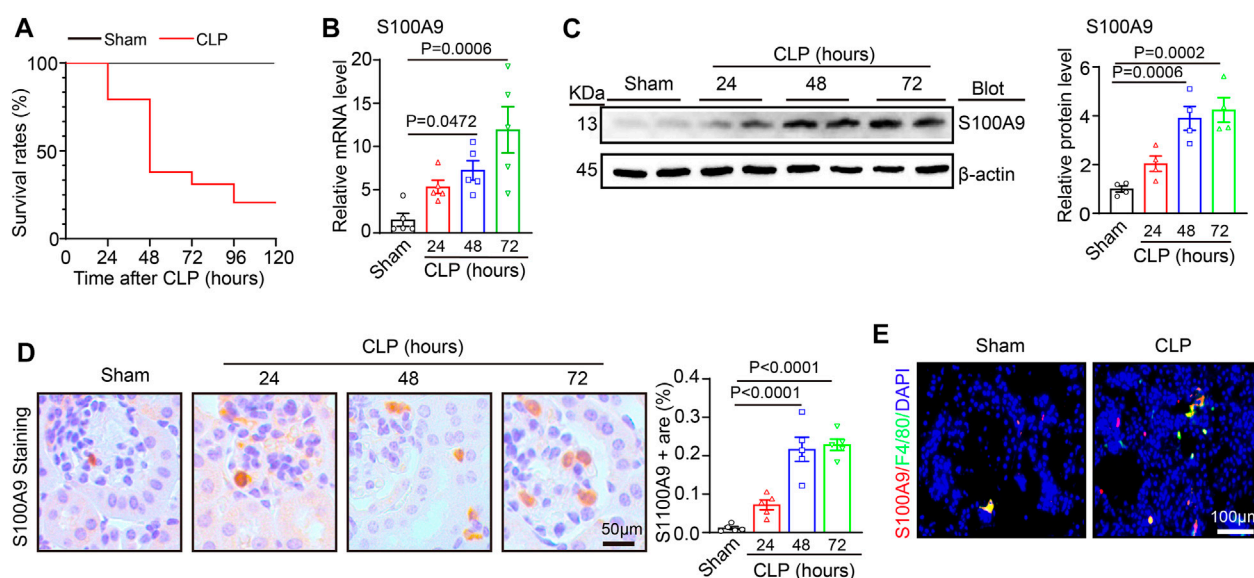 A
Sham
CLP
Survival rates (%)
100
50
0
0
24
48
72
96
120
Time after CLP (hours)
B
S100A9
P=0.0006
P=0.0472
Relative mRNA level
20
15
10
5
0
Sham
24
48
72
CLP (hours)
C
CLP (hours)
KDa
Sham
24
48
72
Blot
13
S100A9
45
β-actin
S100A9
P=0.0002
P=0.0006
Relative protein level
6
4
2
0
Sham
24
48
72
CLP (hours)
D
CLP (hours)
Sham
24
48
72
S100A9 Staining
50μm
P<0.0001
P<0.0001
S1100A9 + are (%)
0.4
0.3
0.2
0.1
0.0
Sham
24
48
72
CLP (hours)
E
Sham
CLP
S100A9/F4/80/DAPI
100μm